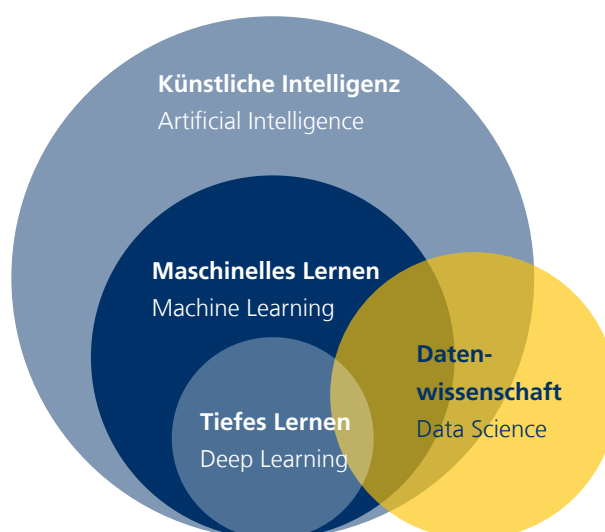 Künstliche Intelligenz
Artificial Intelligence
Maschinelles Lernen
Machine Learning
Daten-
wissenschaft
Data Science
Tiefes Lernen
Deep Learning